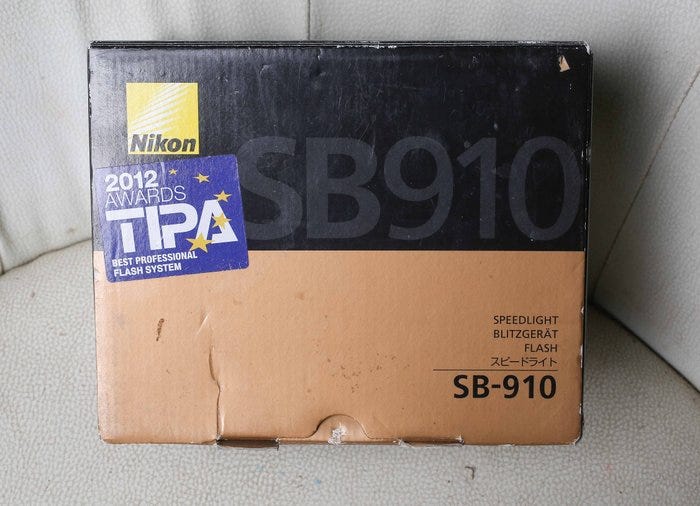 Nikon
SB910
2012
AWARDS
TIPA
BEST PROFESSIONAL
FLASH SYSTEM
SPEEDLIGHT
BLITZGERÄT
FLASH
スピードライト
SB-910